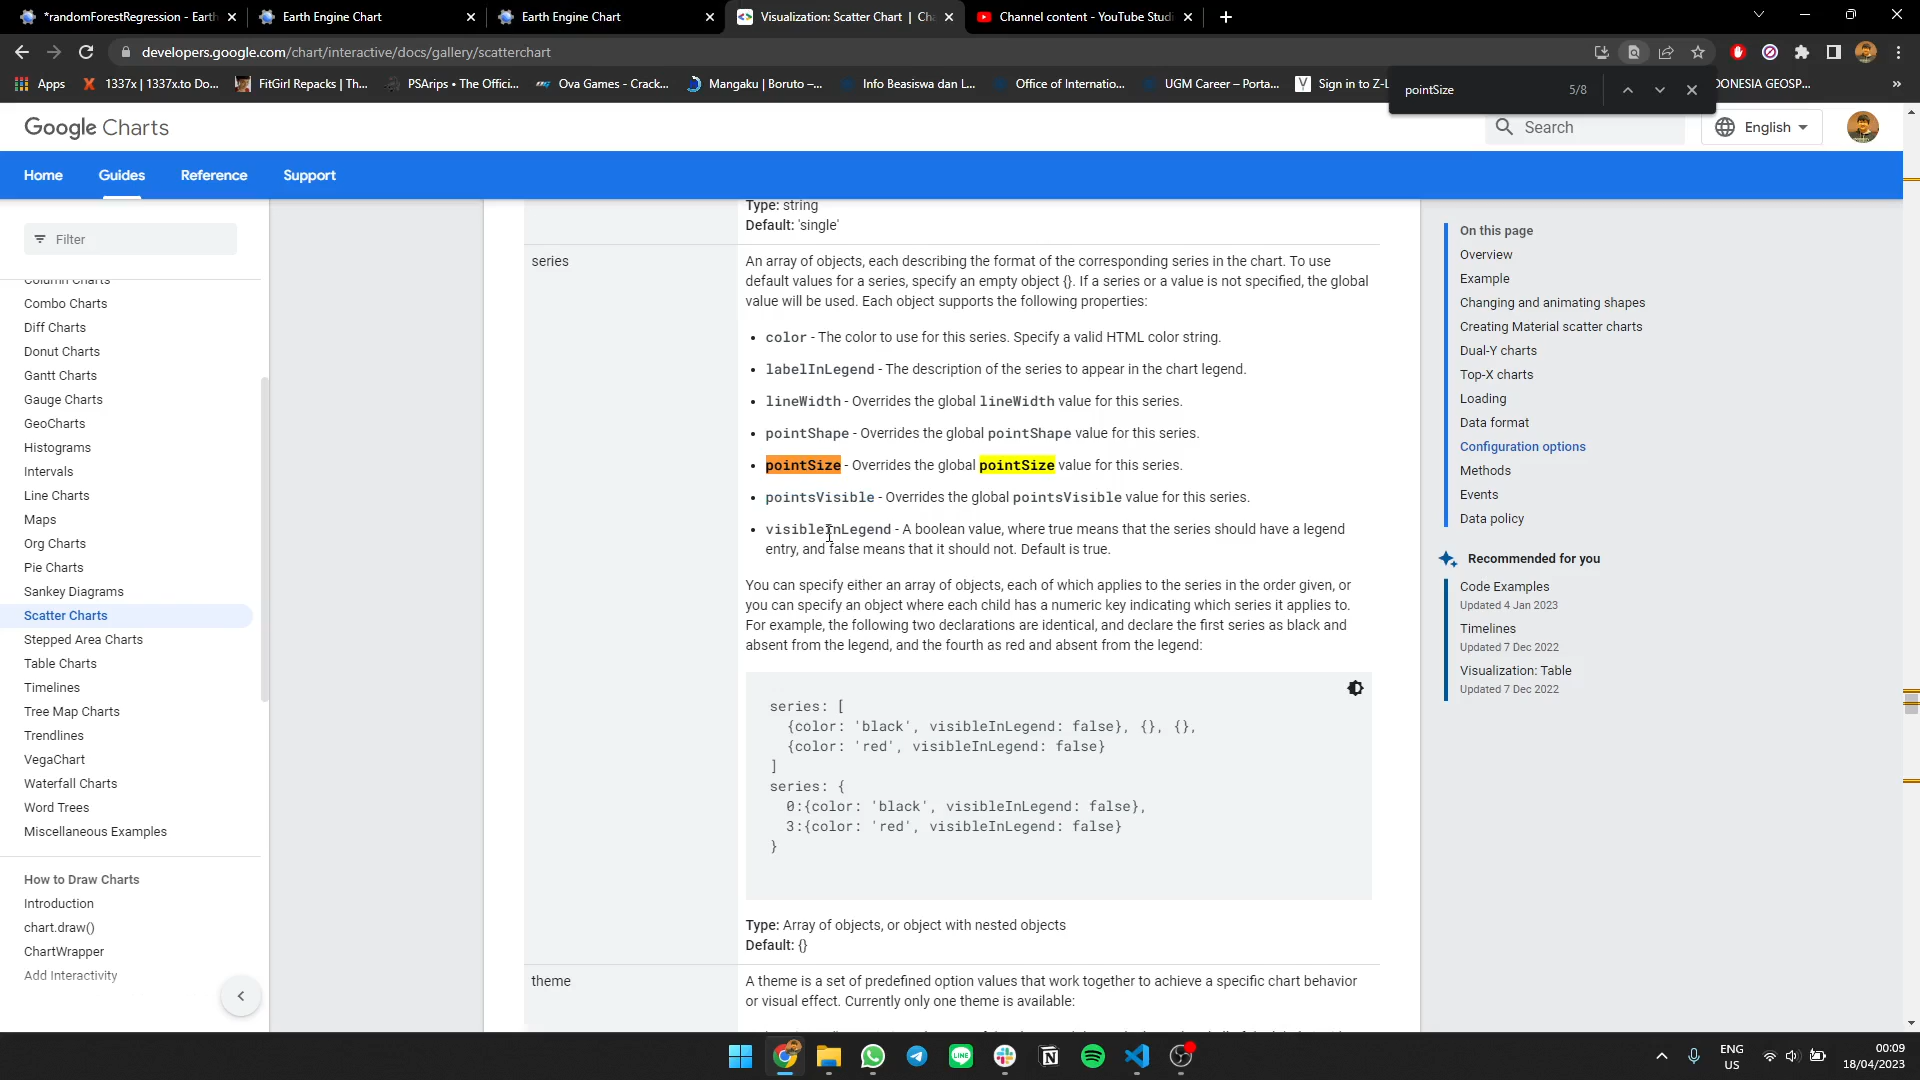 *randomForestRegression - Earth
Earth Engine Chart
Earth Engine Chart
Visualization: Scatter Chart | Ch
Channel content - YouTube Studi
developers.google.com/chart/interactive/docs/gallery/scatterchart
Apps
1337x | 1337x.to Do...
FitGirl Repacks | Th...
PSArips • The Offici...
Ova Games - Crack...
Mangaku | Boruto –...
Info Beasiswa dan L...
Office of Internatio...
UGM Career – Porta...
Sign in to Z-L
DONESIA GEOSP...
»
pointSize
5/8
Google Charts
Search
English
Home
Guides
Reference
Support
Filter
Column Charts
Combo Charts
Diff Charts
Donut Charts
Gantt Charts
Gauge Charts
GeoCharts
Histograms
Intervals
Line Charts
Maps
Org Charts
Pie Charts
Sankey Diagrams
Scatter Charts
Stepped Area Charts
Table Charts
Timelines
Tree Map Charts
Trendlines
VegaChart
Waterfall Charts
Word Trees
Miscellaneous Examples
How to Draw Charts
Introduction
chart.draw()
ChartWrapper
Add Interactivity
Type: string
Default: 'single'
series
An array of objects, each describing the format of the corresponding series in the chart. To use
default values for a series, specify an empty object {}. If a series or a value is not specified, the global
value will be used. Each object supports the following properties:
• color - The color to use for this series. Specify a valid HTML color string.
• labelInLegend - The description of the series to appear in the chart legend.
• lineWidth - Overrides the global lineWidth value for this series.
• pointShape - Overrides the global pointShape value for this series.
• pointSize - Overrides the global pointSize value for this series.
• pointsVisible - Overrides the global pointsVisible value for this series.
• visibleInLegend - A boolean value, where true means that the series should have a legend
entry, and false means that it should not. Default is true.
You can specify either an array of objects, each of which applies to the series in the order given, or
you can specify an object where each child has a numeric key indicating which series it applies to.
For example, the following two declarations are identical, and declare the first series as black and
absent from the legend, and the fourth as red and absent from the legend:
series: [
{color: 'black', visibleInLegend: false}, {}, {},
{color: 'red', visibleInLegend: false}
]
series: {
0:{color: 'black', visibleInLegend: false},
3:{color: 'red', visibleInLegend: false}
}
Type: Array of objects, or object with nested objects
Default: {}
theme
A theme is a set of predefined option values that work together to achieve a specific chart behavior
or visual effect. Currently only one theme is available:
On this page
Overview
Example
Changing and animating shapes
Creating Material scatter charts
Dual-Y charts
Top-X charts
Loading
Data format
Configuration options
Methods
Events
Data policy
Recommended for you
Code Examples
Updated 4 Jan 2023
Timelines
Updated 7 Dec 2022
Visualization: Table
Updated 7 Dec 2022
ENG
US
00:09
18/04/2023